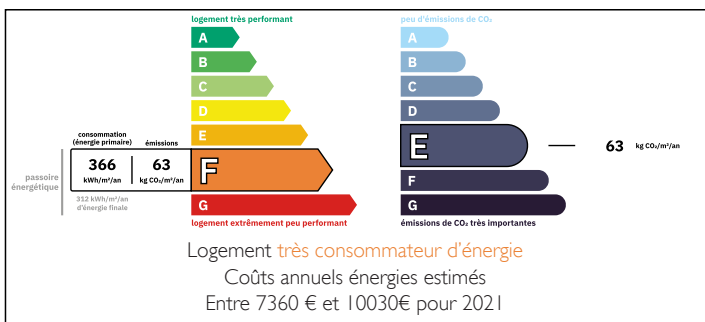 logement très performant
A
B
C
D
E
consommation
(énergie primaire)
émissions
passoire
énergétique
366
kWh/m²/an
63
kg CO₂/m²/an
F
312 kWh/m²/an
d'énergie finale
G
logement extrêmement peu performant
peu d'émissions de CO₂
A
B
C
D
E
63 kg CO₂/m²/an
F
G
émissions de CO₂ très importantes
Logement très consommateur d'énergie
Coûts annuels énergies estimés
Entre 7360 € et 10030€ pour 2021